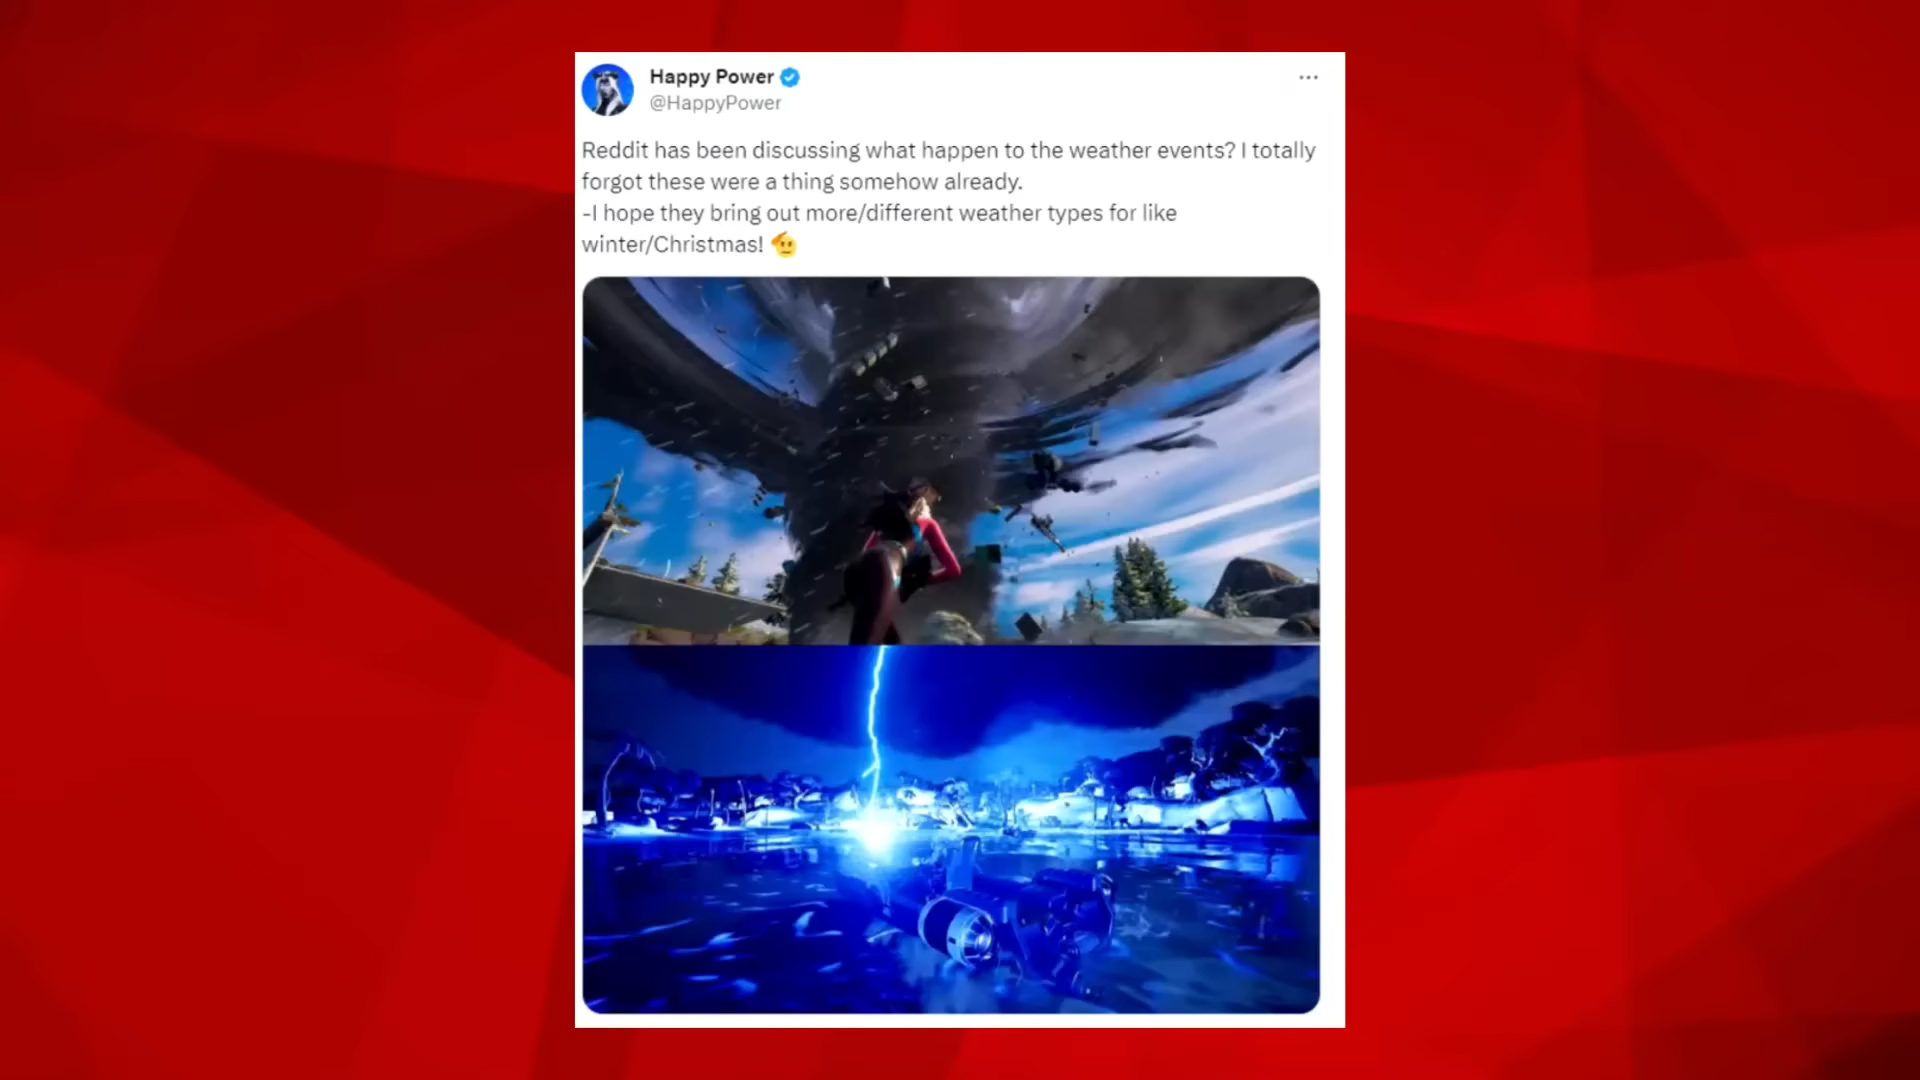 Happy Power
@HappyPower
Reddit has been discussing what happen to the weather events? I totally
forgot these were a thing somehow already.
-I hope they bring out more/different weather types for like
winter/Christmas! 🫡